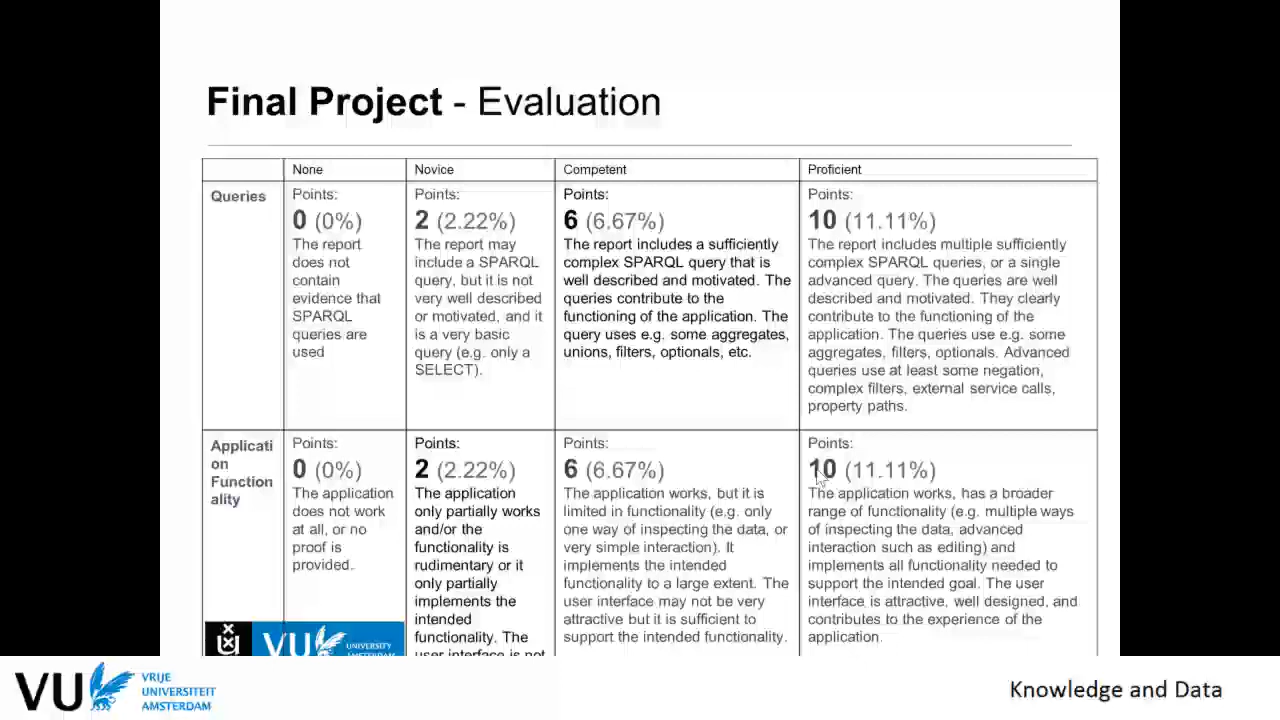 Final Project - Evaluation
None
Novice
Competent
Proficient
Queries
Points:
0 (0%)
The report
does not
contain
evidence that
SPARQL
queries are
used
Points:
2 (2.22%)
The report may
include a SPARQL
query, but it is not
very well described
or motivated, and it
is a very basic
query (e.g. only a
SELECT).
Points:
6 (6.67%)
The report includes a sufficiently
complex SPARQL query that is
well described and motivated. The
queries contribute to the
functioning of the application. The
query uses e.g. some aggregates,
unions, filters, optionals, etc.
Points:
10 (11.11%)
The report includes multiple sufficiently
complex SPARQL queries, or a single
advanced query. The queries are well
described and motivated. They clearly
contribute to the functioning of the
application. The queries use e.g. some
aggregates, filters, optionals. Advanced
queries use at least some negation,
complex filters, external service calls,
property paths.
Applicati
on
Function
ality
Points:
0 (0%)
The application
does not work
at all, or no
proof is
provided.
Points:
2 (2.22%)
The application
only partially works
and/or the
functionality is
rudimentary or it
only partially
implements the
intended
functionality. The
user interface is not
Points:
6 (6.67%)
The application works, but it is
limited in functionality (e.g. only
one way of inspecting the data, or
very simple interaction). It
implements the intended
functionality to a large extent. The
user interface may not be very
attractive but it is sufficient to
support the intended functionality.
Points:
10 (11.11%)
The application works, has a broader
range of functionality (e.g. multiple ways
of inspecting the data, advanced
interaction such as editing) and
implements all functionality needed to
support the intended goal. The user
interface is attractive, well designed, and
contributes to the experience of the
application.
VU
UNIVERSITY
AMSTERDAM
VU
VRIJE
UNIVERSITEIT
AMSTERDAM
Knowledge and Data